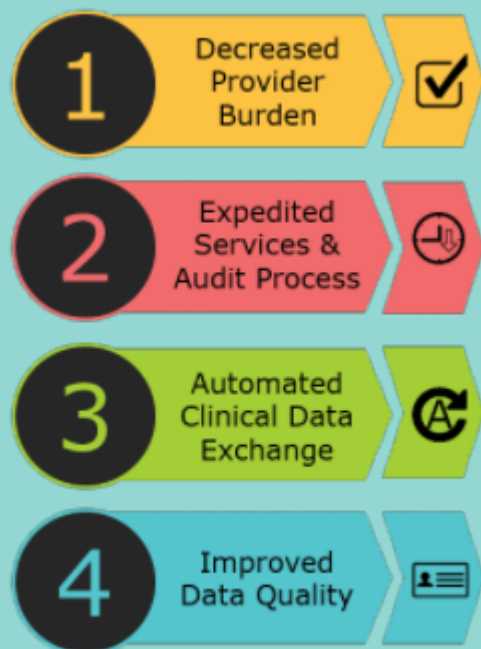 1
Decreased
Provider
Burden
2
Expedited
Services &
Audit Process
3
Automated
Clinical Data
Exchange
A
4
Improved
Data Quality